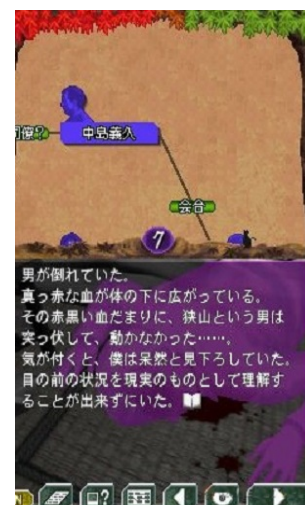 中島義久
会合
7
男が倒れていた。
真っ赤な血が体の下に広がっている。
その赤黒い血だまりに、狭山という男は
突っ伏して、動かなかった……。
気が付くと、僕は呆然と見下ろしていた。
目の前の状況を現実のものとして理解す
ることが出来ずにいた。